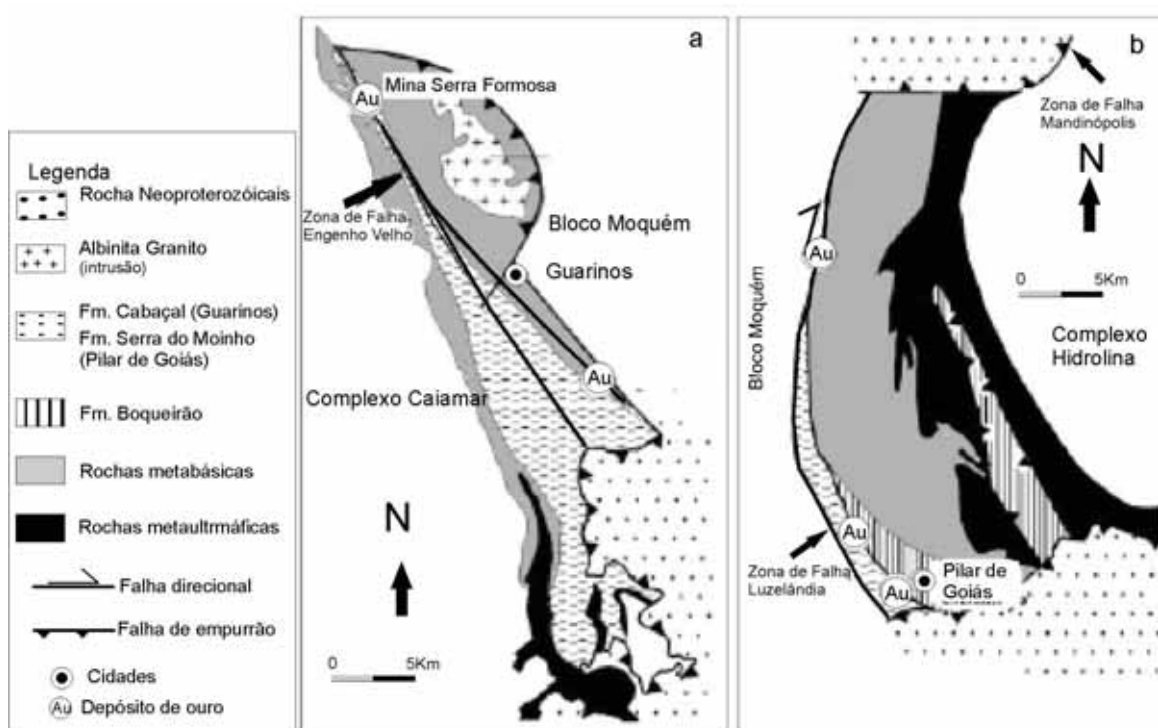 Legenda
Rocha Neoproterozóicais
Albinita Granito
(intrusão)
Fm. Cabaçal (Guarinos)
Fm. Serra do Moinho
(Pilar de Goiás)
Fm. Boqueirão
Rochas metabásicas
Rochas metaultrmáficas
Falha direcional
Falha de empurrão
Cidades
Au
Depósito de ouro
a
Mina Serra Formosa
Au
Zona de Falha
Engenho Velho
Bloco Moquém
Guarinos
Au
Complexo Caiamar
N
0 5Km
b
Zona de Falha
Mandinópolis
N
Au
0 5Km
Bloco Moquém
Complexo
Hidrolina
Au
Zona de Falha
Luzelândia
Pilar de
Goiás
Au